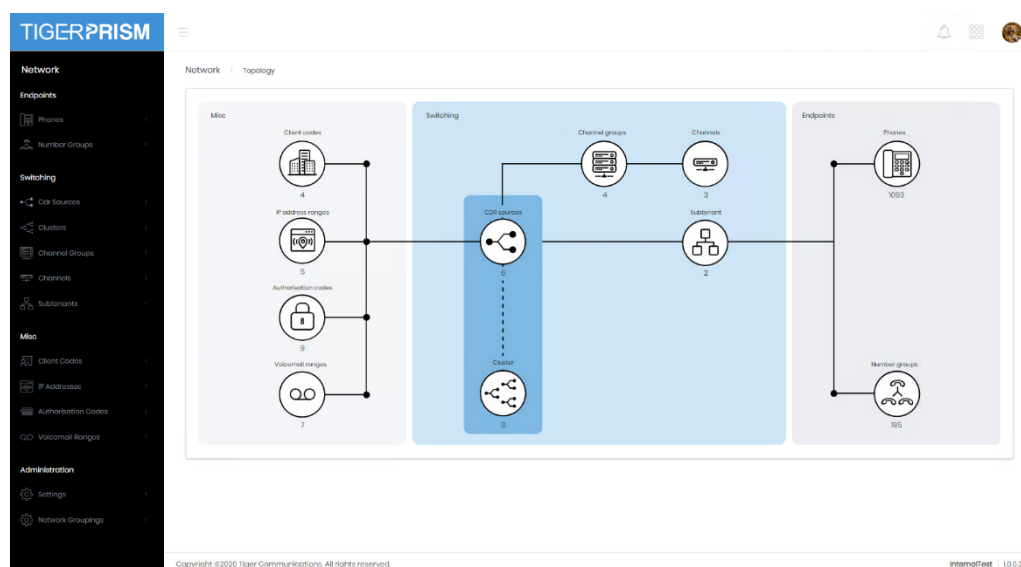 TIGER PRISM
Network
Endpoints
Phones
Number Groups
Switching
Cdr Sources
Clusters
Channel Groups
Channels
Subtenants
Misc
Client Codes
IP Addresses
Authorisation Codes
Voicemail Ranges
Administration
Settings
Network Groupings
Network
Topology
Misc
Client codes
4
IP address ranges
5
Authorisation codes
9
Voicemail ranges
7
Switching
Channel groups
4
Channels
3
CDR sources
6
Subtenant
2
Cluster
3
Endpoints
Phones
1093
Number groups
195
Copyright ©2020 Tiger Communications. All rights reserved.
InternalTest